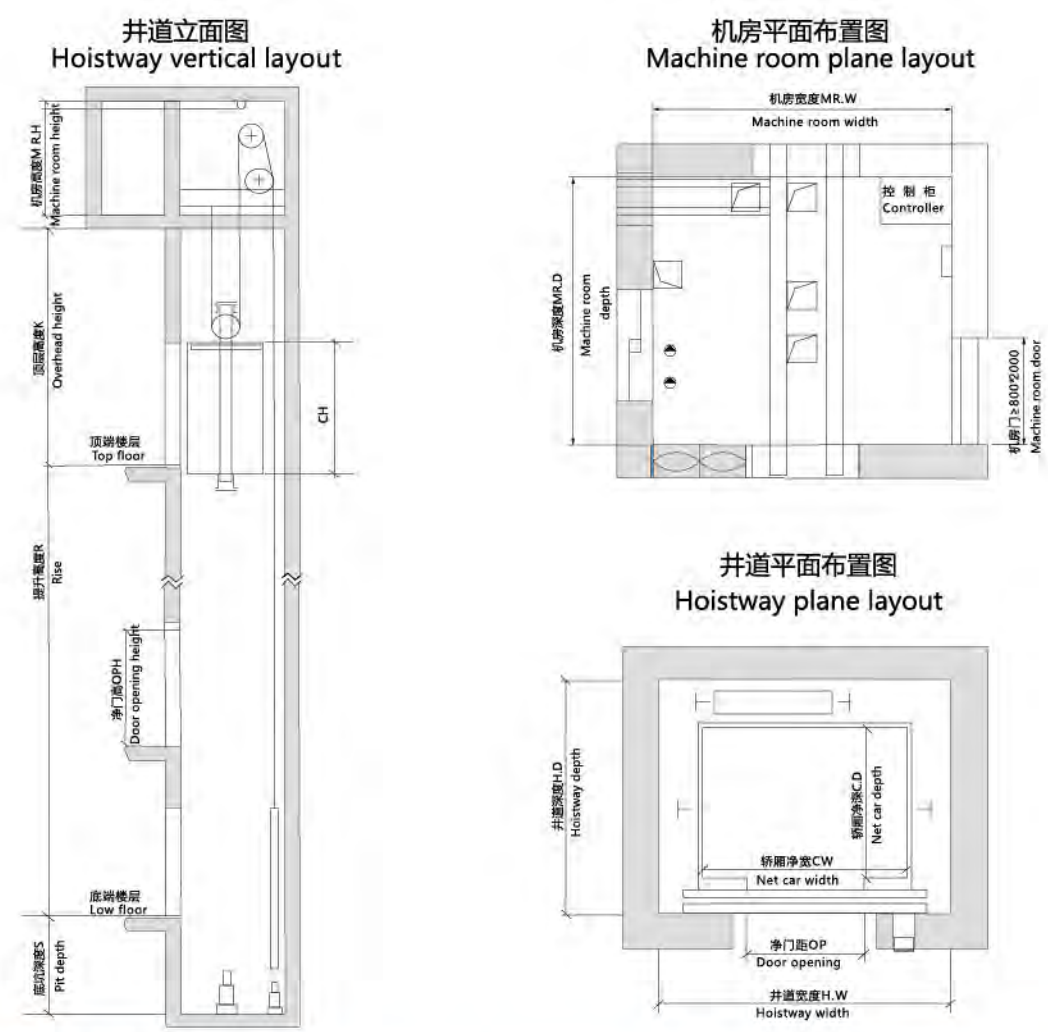 井道立面图
Hoistway vertical layout
机房高度M R.H
Machine room height
顶层高度K
Overhead height
CH
顶端楼层
Top floor
提升高度R
Rise
净门高OPH
Door opening height
底端楼层
Low floor
底坑深度S
Pit depth
机房平面布置图
Machine room plane layout
机房宽度MR.W
Machine room width
控 制 柜
Controller
机房深度MR.D
Machine room
depth
机房门≥800*2000
Machine room door
井道平面布置图
Hoistway plane layout
井道深度H.D
Hoistway depth
轿厢净深C.D
Net car depth
轿厢净宽CW
Net car width
净门距OP
Door opening
井道宽度H.W
Hoistway width